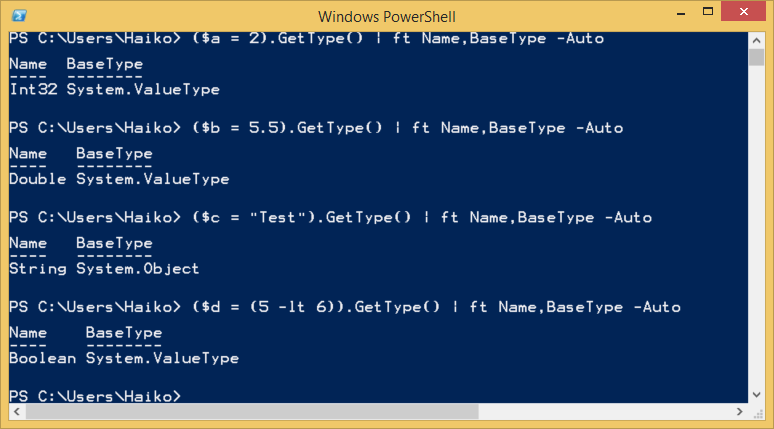 Windows PowerShell
PS C:\Users\Haiko> ($a = 2).GetType() | ft Name,BaseType -Auto
Name  BaseType
----  --------
Int32 System.ValueType
PS C:\Users\Haiko> ($b = 5.5).GetType() | ft Name,BaseType -Auto
Name   BaseType
----   --------
Double System.ValueType
PS C:\Users\Haiko> ($c = "Test").GetType() | ft Name,BaseType -Auto
Name   BaseType
----   --------
String System.Object
PS C:\Users\Haiko> ($d = (5 -lt 6)).GetType() | ft Name,BaseType -Auto
Name    BaseType
----    --------
Boolean System.ValueType
PS C:\Users\Haiko>